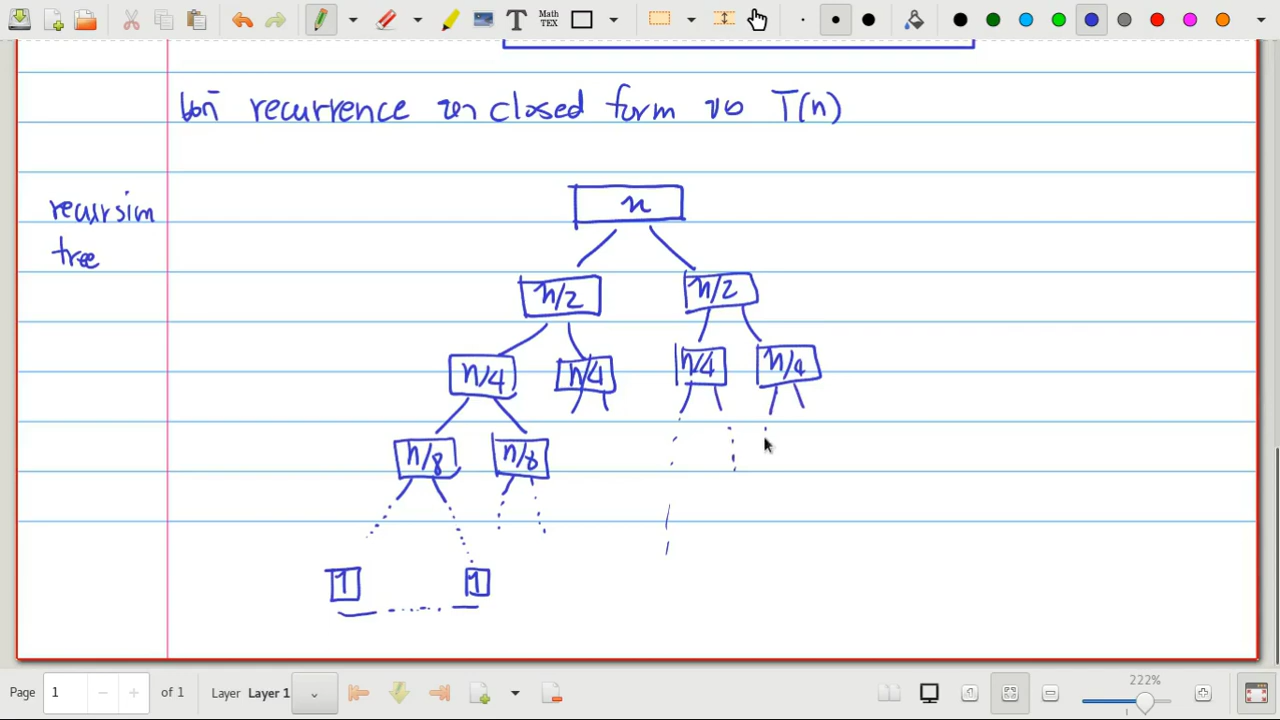 Math
TEX
recurrence closed form T(n)
recursion
tree
n
n/2 n/2
n/4 n/4 n/4 n/4
n/8 n/8
1 1
Page 1 of 1 Layer Layer 1 222%